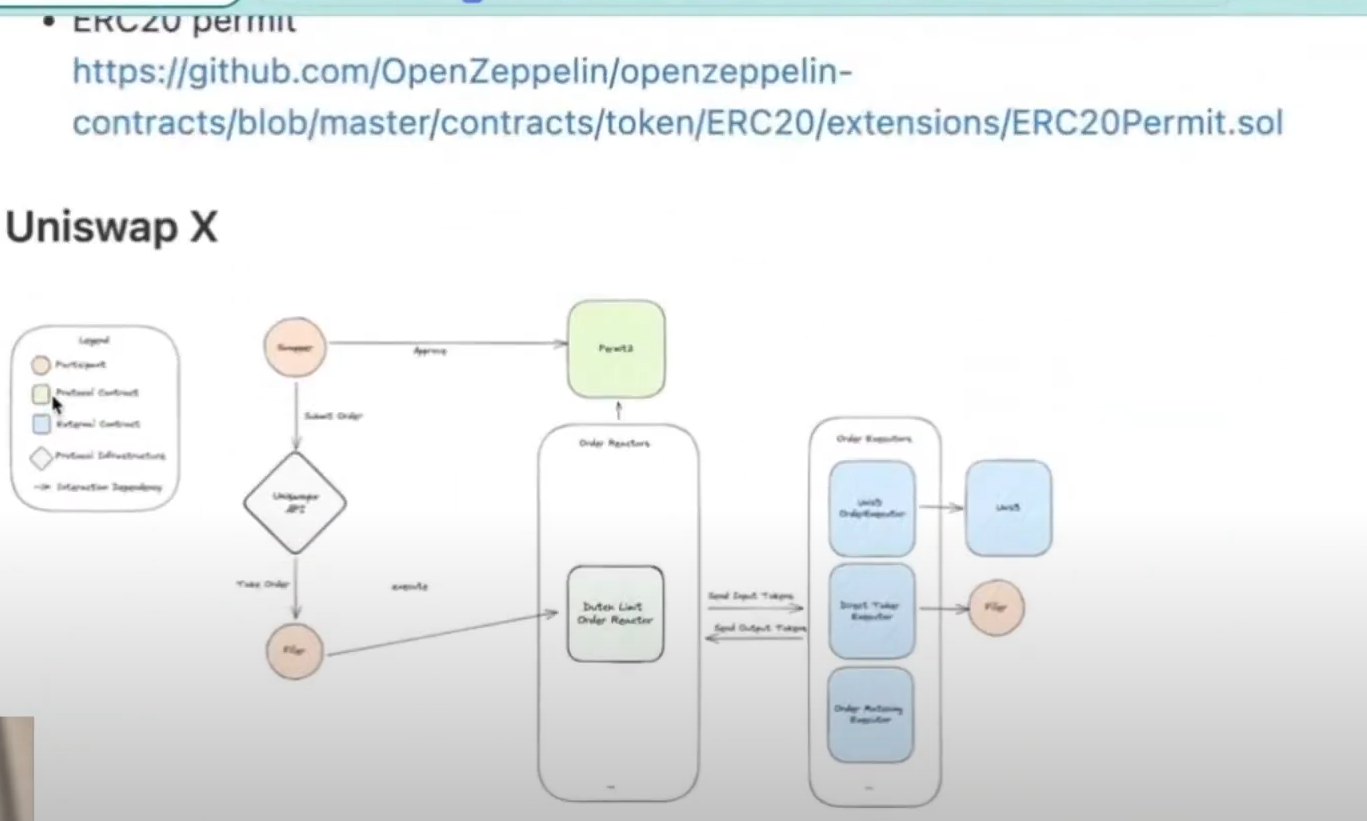 ERC20 permit
https://github.com/OpenZeppelin/openzeppelin-
contracts/blob/master/contracts/token/ERC20/extensions/ERC20Permit.sol
Uniswap X
Legend
Participant
Protocol Contract
External Contract
Protocol Infrastructure
Interaction Dependency
Swapper
Approve
Permit2
Submit Order
Uniswap
API
Take Order
Filler
execute
Order Reactors
Dutch Limit
Order Reactor
...
Send Input Tokens
Send Output Tokens
Order Executors
OrderExecutor
Direct Taker
Executor
Filler
Order Matching
Executor
...